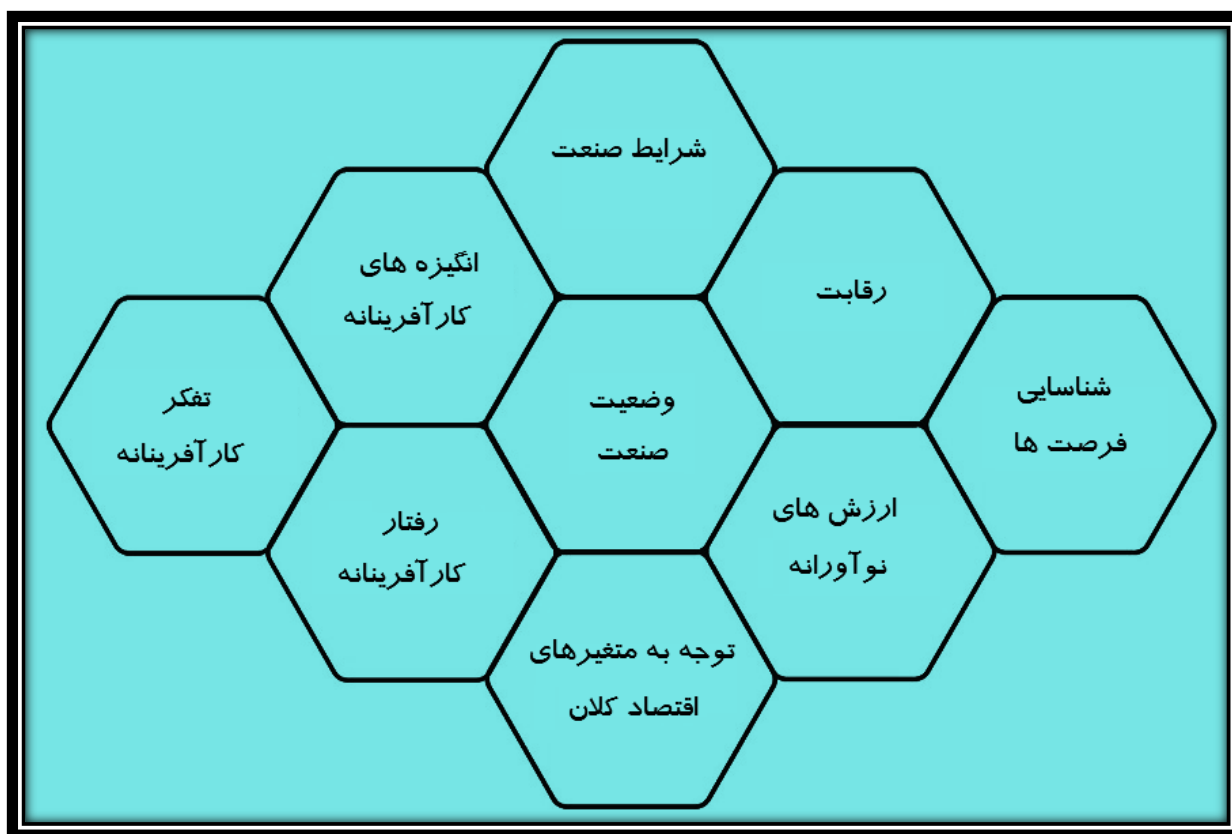 شرایط صنعت
انگیزه های
کارآفرینانه
رقابت
تفکر
کارآفرینانه
وضعیت
صنعت
شناسایی
فرصت ها
رفتار
کارآفرینانه
ارزش های
نوآورانه
توجه به متغیرهای
اقتصاد کلان